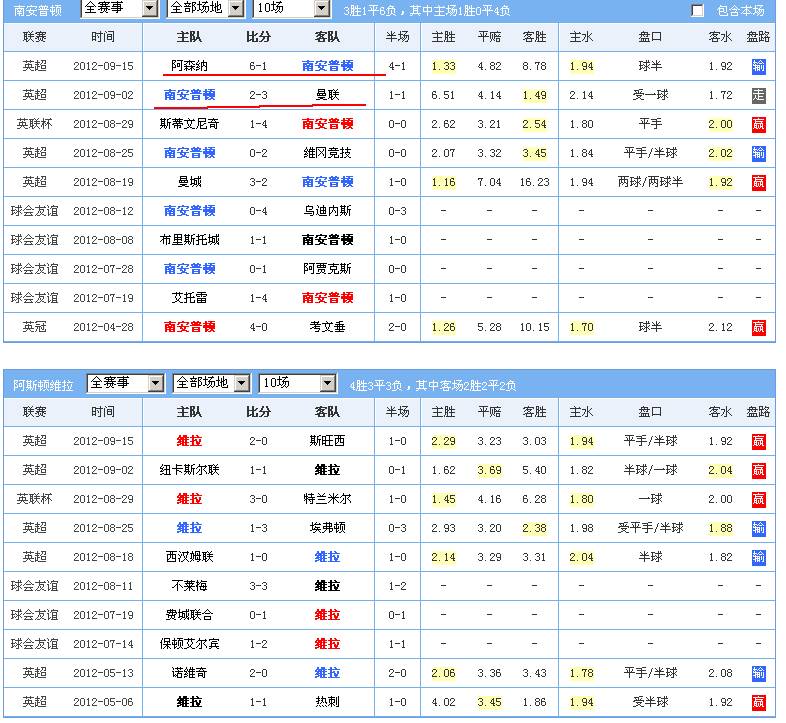 南安普顿 全赛事 全部场地 10场 3胜1平6负，其中主场1胜0平4负 包含本场
联赛 时间 主队 比分 客队 半场 主胜 平赔 客胜 主水 盘口 客水 盘路
英超 2012-09-15 阿森纳 6-1 南安普顿 4-1 1.33 4.82 8.78 1.94 球半 1.92 输
英超 2012-09-02 南安普顿 2-3 曼联 1-1 6.51 4.14 1.49 2.14 受一球 1.72 走
英联杯 2012-08-29 斯蒂文尼奇 1-4 南安普顿 0-0 2.62 3.21 2.54 1.80 平手 2.00 赢
英超 2012-08-25 南安普顿 0-2 维冈竞技 0-0 2.07 3.32 3.45 1.84 平手/半球 2.02 输
英超 2012-08-19 曼城 3-2 南安普顿 1-0 1.16 7.04 16.23 1.94 两球/两球半 1.92 赢
球会友谊 2012-08-12 南安普顿 0-4 乌迪内斯 0-3 - - - - - - -
球会友谊 2012-08-08 布里斯托城 1-1 南安普顿 1-0 - - - - - - -
球会友谊 2012-07-28 南安普顿 0-1 阿贾克斯 0-0 - - - - - - -
球会友谊 2012-07-19 艾托雷 1-4 南安普顿 1-0 - - - - - - -
英冠 2012-04-28 南安普顿 4-0 考文垂 2-0 1.26 5.28 10.15 1.70 球半 2.12 赢
阿斯顿维拉 全赛事 全部场地 10场 4胜3平3负，其中客场2胜2平2负
联赛 时间 主队 比分 客队 半场 主胜 平赔 客胜 主水 盘口 客水 盘路
英超 2012-09-15 维拉 2-0 斯旺西 1-0 2.29 3.23 3.03 1.94 平手/半球 1.92 赢
英超 2012-09-02 纽卡斯尔联 1-1 维拉 0-1 1.62 3.69 5.40 1.82 半球/一球 2.04 赢
英联杯 2012-08-29 维拉 3-0 特兰米尔 1-0 1.45 4.16 6.28 1.80 一球 2.00 赢
英超 2012-08-25 维拉 1-3 埃弗顿 0-3 2.93 3.20 2.38 1.98 受平手/半球 1.88 输
英超 2012-08-18 西汉姆联 1-0 维拉 1-0 2.14 3.29 3.31 2.04 半球 1.82 输
球会友谊 2012-08-11 不莱梅 3-3 维拉 1-2 - - - - - - -
球会友谊 2012-07-19 费城联合 0-1 维拉 0-1 - - - - - - -
球会友谊 2012-07-14 保顿艾尔宾 1-2 维拉 1-1 - - - - - - -
英超 2012-05-13 诺维奇 2-0 维拉 2-0 2.06 3.36 3.43 1.78 平手/半球 2.08 输
英超 2012-05-06 维拉 1-1 热刺 1-0 4.02 3.45 1.86 1.94 受半球 1.92 赢